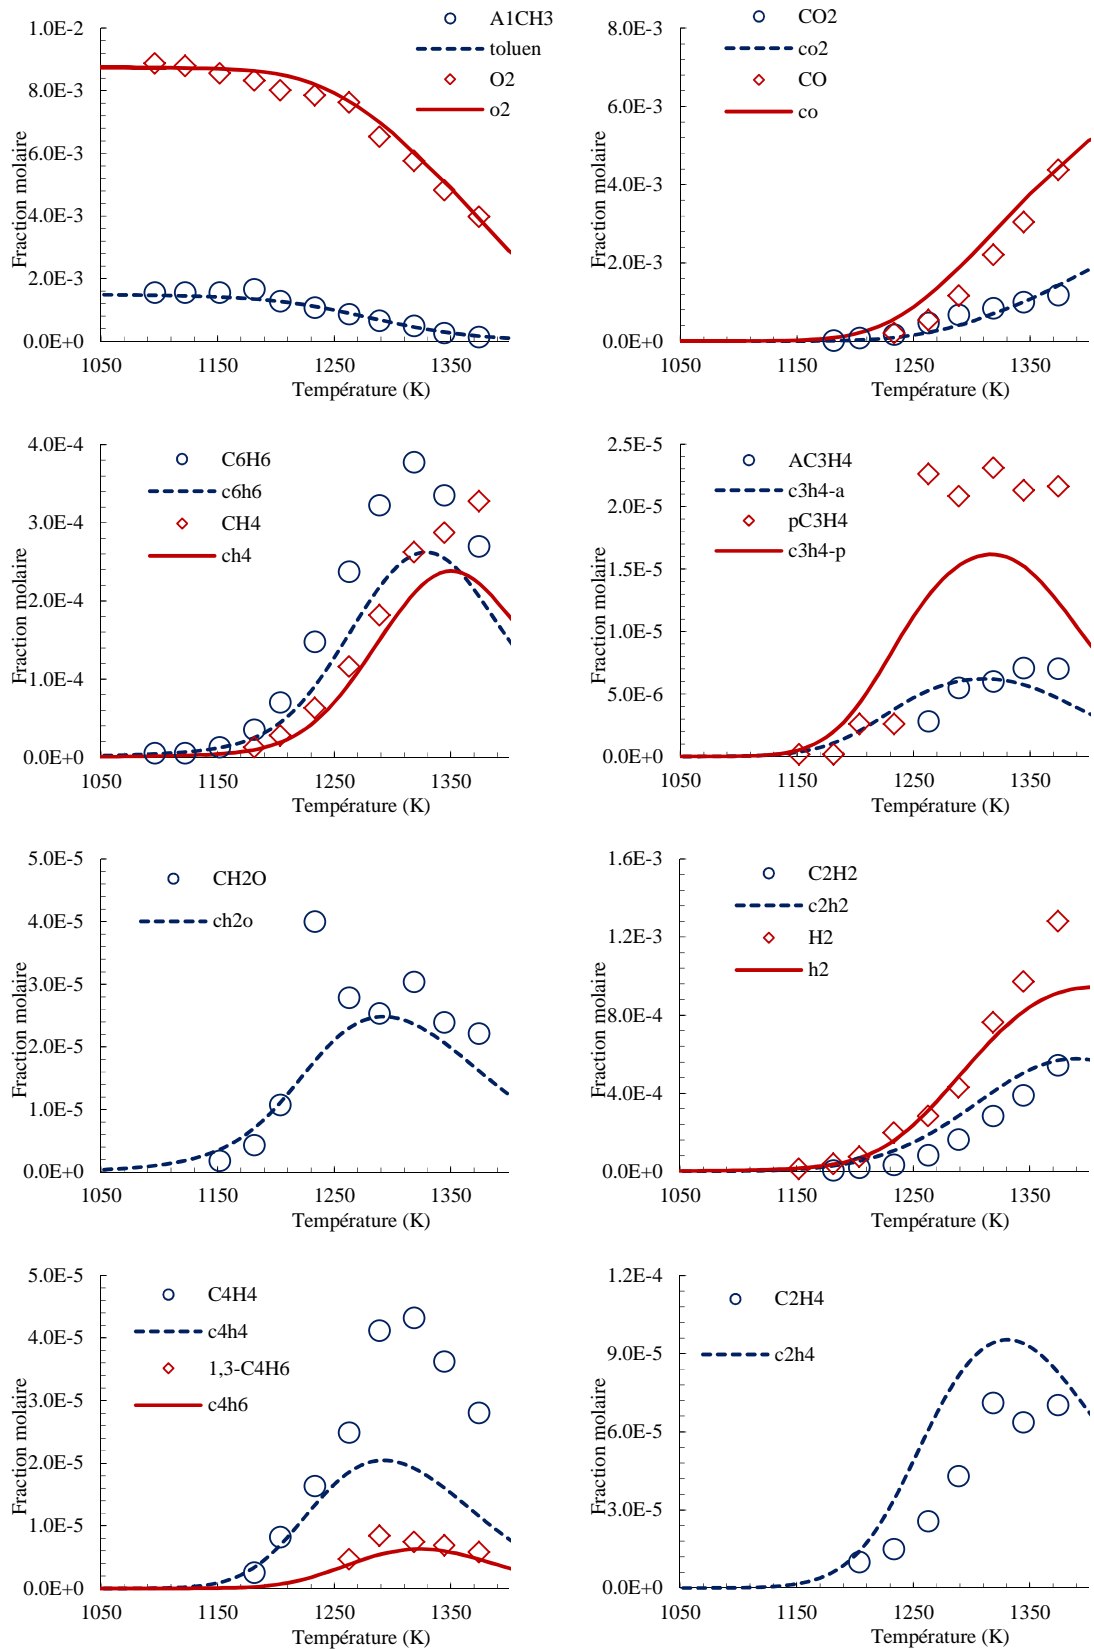 A1CH3
toluen
O2
o2
1.0E-2
8.0E-3
6.0E-3
4.0E-3
2.0E-3
0.0E+0
Fraction molaire
1050
1150
1250
1350
Température (K)
CO2
co2
CO
co
8.0E-3
6.0E-3
4.0E-3
2.0E-3
0.0E+0
Fraction molaire
1050
1150
1250
1350
Température (K)
C6H6
c6h6
CH4
ch4
4.0E-4
3.0E-4
2.0E-4
1.0E-4
0.0E+0
Fraction molaire
1050
1150
1250
1350
Température (K)
AC3H4
c3h4-a
pC3H4
c3h4-p
2.5E-5
2.0E-5
1.5E-5
1.0E-5
5.0E-6
0.0E+0
Fraction molaire
1050
1150
1250
1350
Température (K)
CH2O
ch2o
5.0E-5
4.0E-5
3.0E-5
2.0E-5
1.0E-5
0.0E+0
Fraction molaire
1050
1150
1250
1350
Température (K)
C2H2
c2h2
H2
h2
1.6E-3
1.2E-3
8.0E-4
4.0E-4
0.0E+0
Fraction molaire
1050
1150
1250
1350
Température (K)
C4H4
c4h4
1,3-C4H6
c4h6
5.0E-5
4.0E-5
3.0E-5
2.0E-5
1.0E-5
0.0E+0
Fraction molaire
1050
1150
1250
1350
Température (K)
C2H4
c2h4
1.2E-4
9.0E-5
6.0E-5
3.0E-5
0.0E+0
Fraction molaire
1050
1150
1250
1350
Température (K)